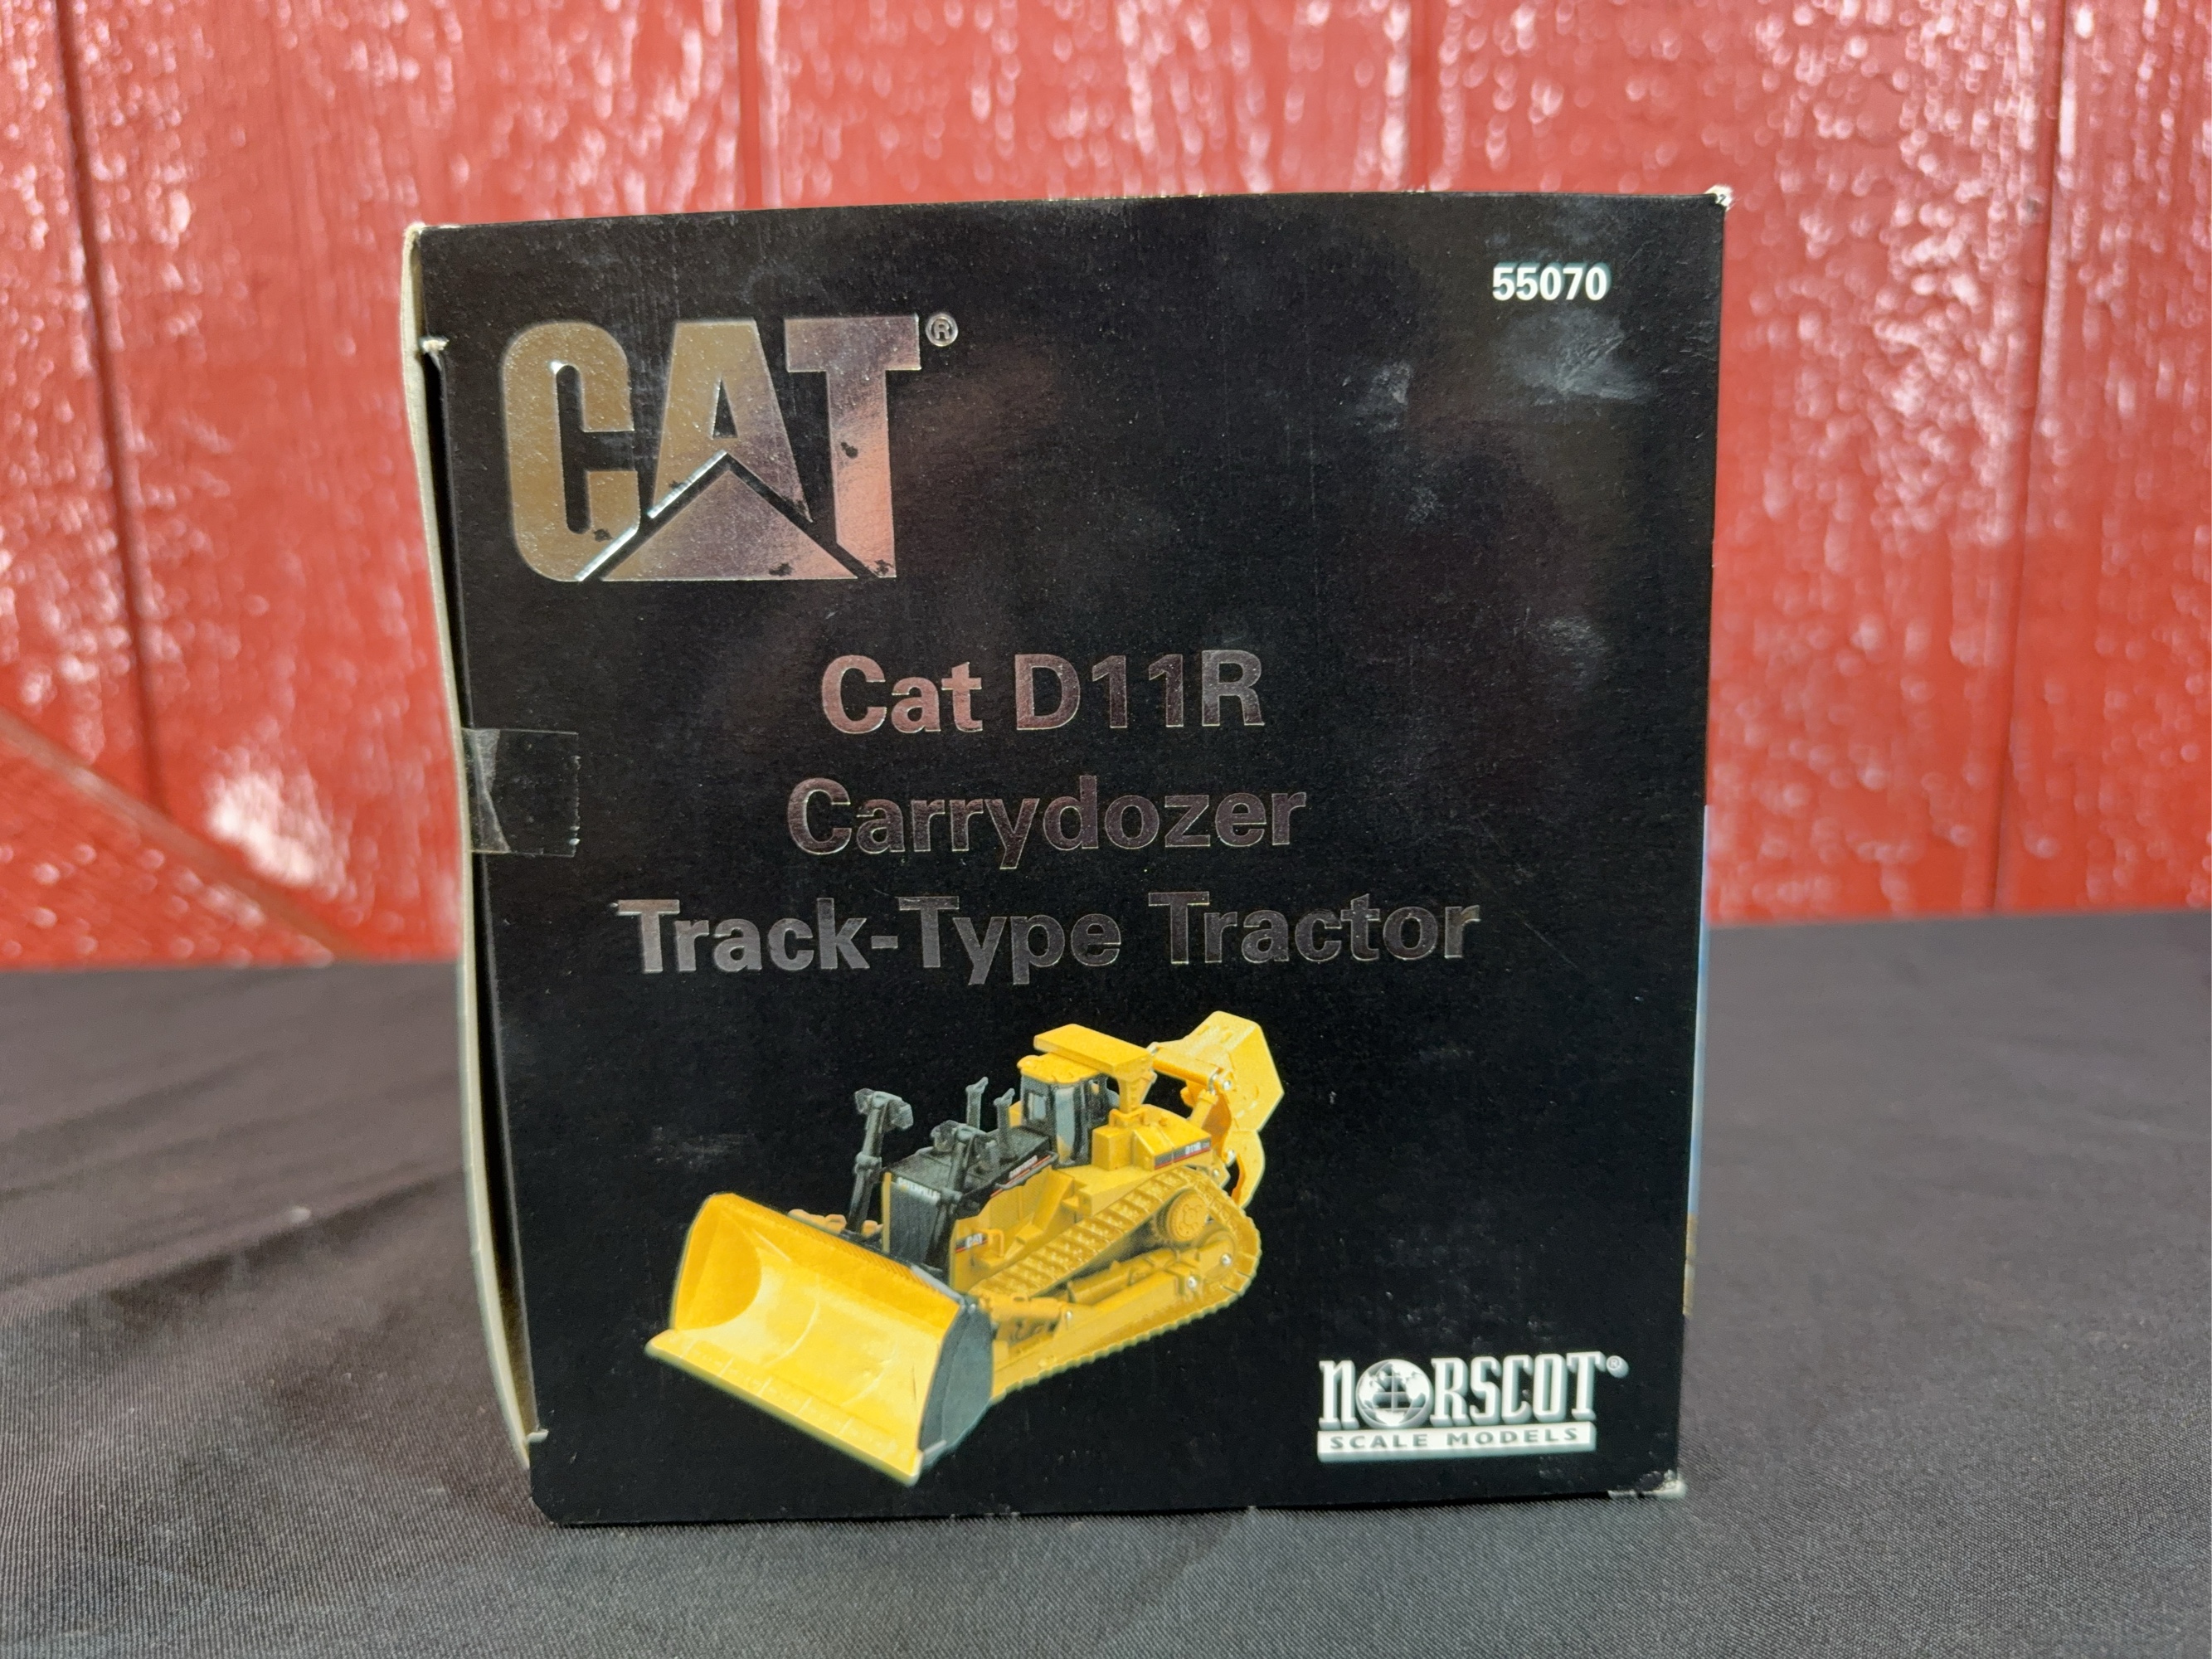 55070
CAT®
Cat D11R
Carrydozer
Track-Type Tractor
NORSCOT®
SCALE MODELS